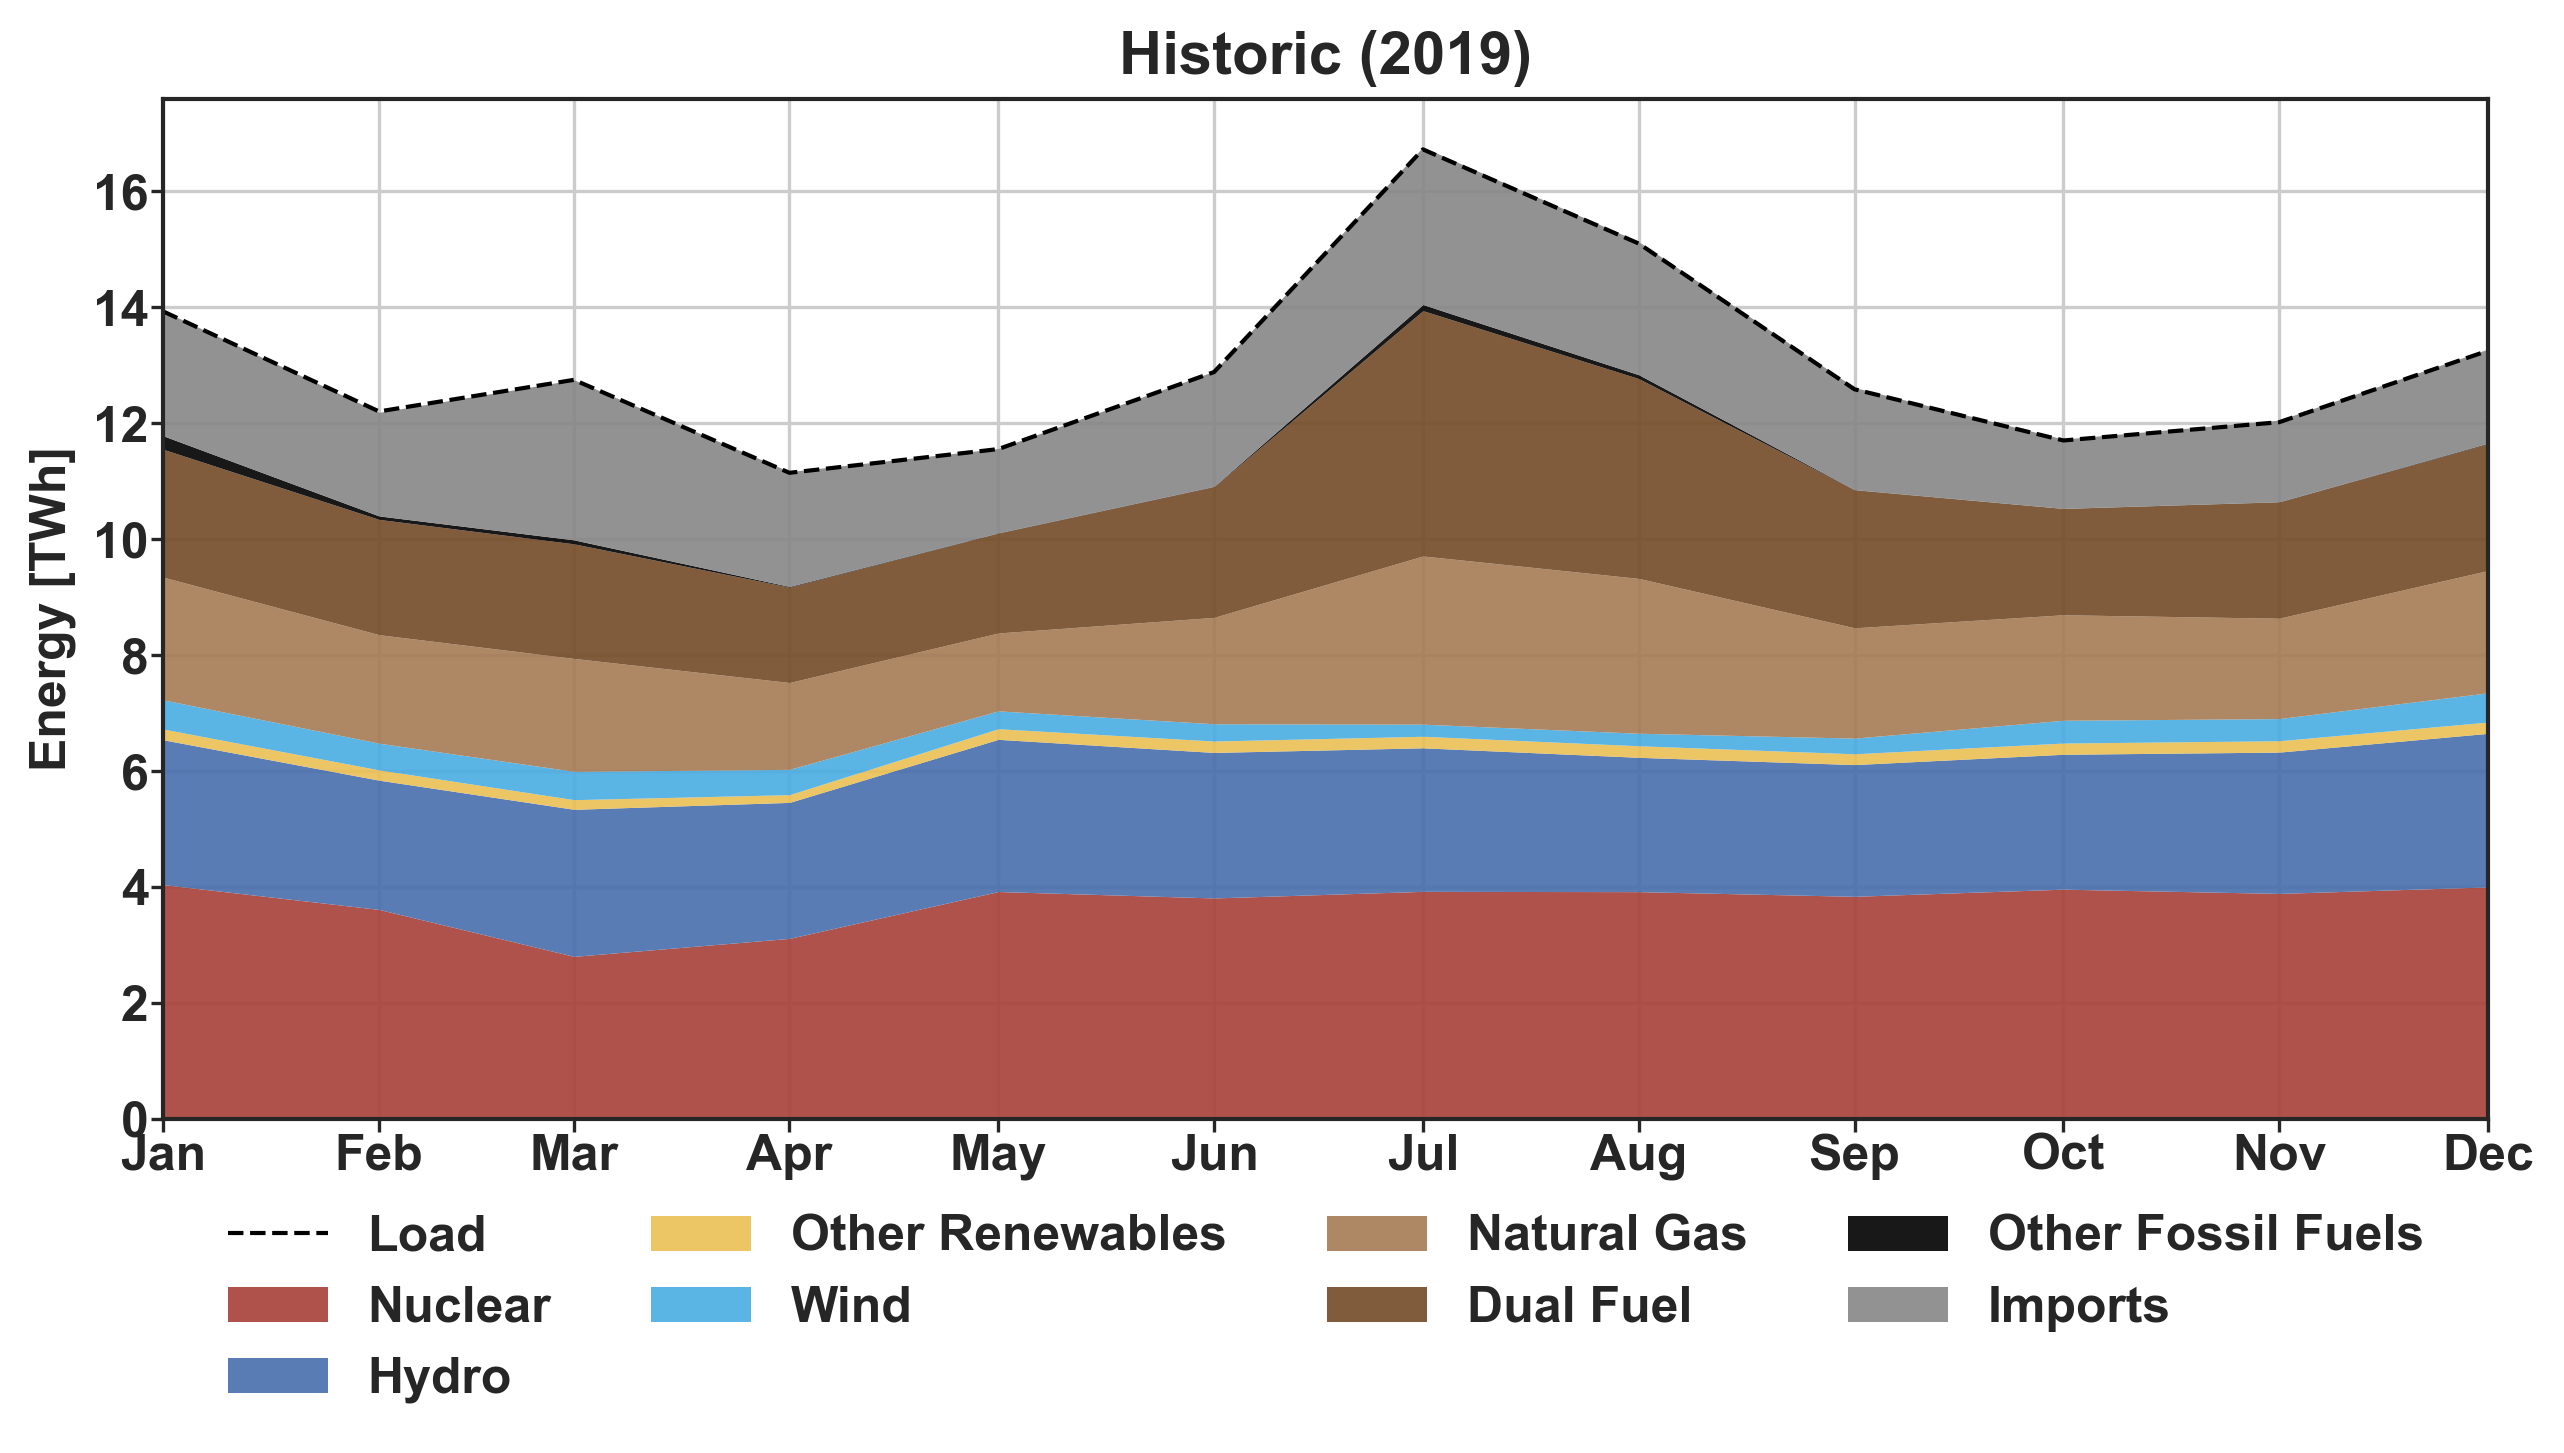 Historic (2019)
Energy [TWh]
16
14
12
10
8
6
4
2
0
Jan Feb Mar Apr May Jun Jul Aug Sep Oct Nov Dec
Load Other Renewables Natural Gas Other Fossil Fuels
Nuclear Wind Dual Fuel Imports
Hydro